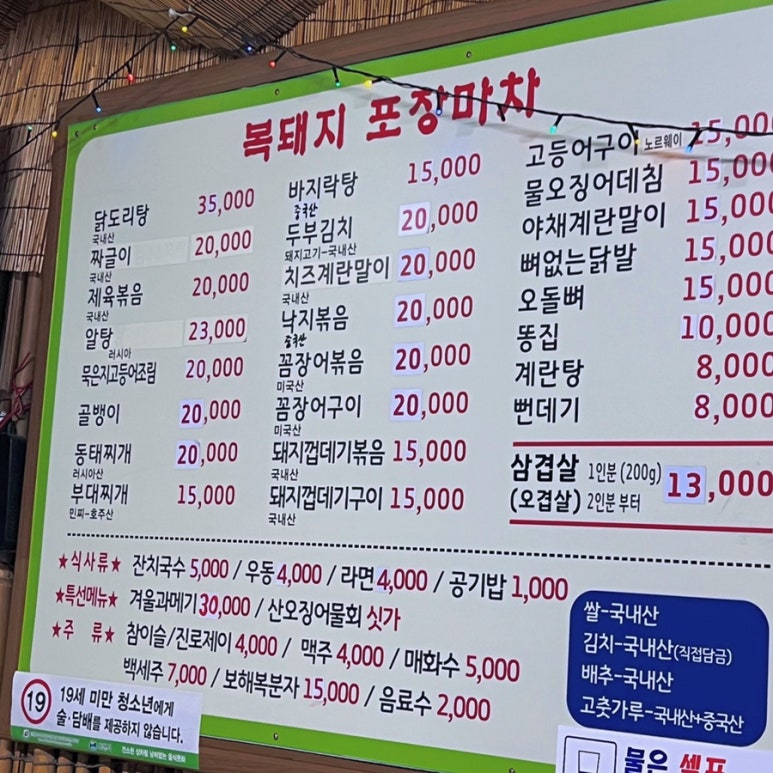 복돼지 포장마차
닭도리탕 35,000
국내산
짜글이 20,000
국내산
제육볶음 20,000
국내산
알탕 23,000
러시아
묵은지고등어조림 20,000
골뱅이 20,000
동태찌개 20,000
러시아산
부대찌개 15,000
민찌-호주산
바지락탕 15,000
중국산
두부김치 20,000
돼지고기-국내산
치즈계란말이 20,000
국내산
낙지볶음 20,000
중국산
꼼장어볶음 20,000
미국산
꼼장어구이 20,000
미국산
돼지껍데기볶음 15,000
국내산
돼지껍데기구이 15,000
국내산
고등어구이 노르웨이 15,000
물오징어데침 15,000
야채계란말이 15,000
뼈없는닭발 15,000
오돌뼈 15,000
똥집 10,000
계란탕 8,000
뻔데기 8,000
삼겹살 1인분 (200g) 13,000
(오겹살) 2인분 부터
★식사류★ 잔치국수 5,000 / 우동 4,000 / 라면 4,000 / 공기밥 1,000
★특선메뉴★ 겨울과메기 30,000 / 산오징어물회 싯가
★주 류★ 참이슬/진로제이 4,000 / 맥주 4,000 / 매화수 5,000
백세주 7,000 / 보해복분자 15,000 / 음료수 2,000
쌀-국내산
김치-국내산(직접담금)
배추-국내산
고춧가루-국내산+중국산
19 19세 미만 청소년에게
술·담배를 제공하지 않습니다.
물은 셀프